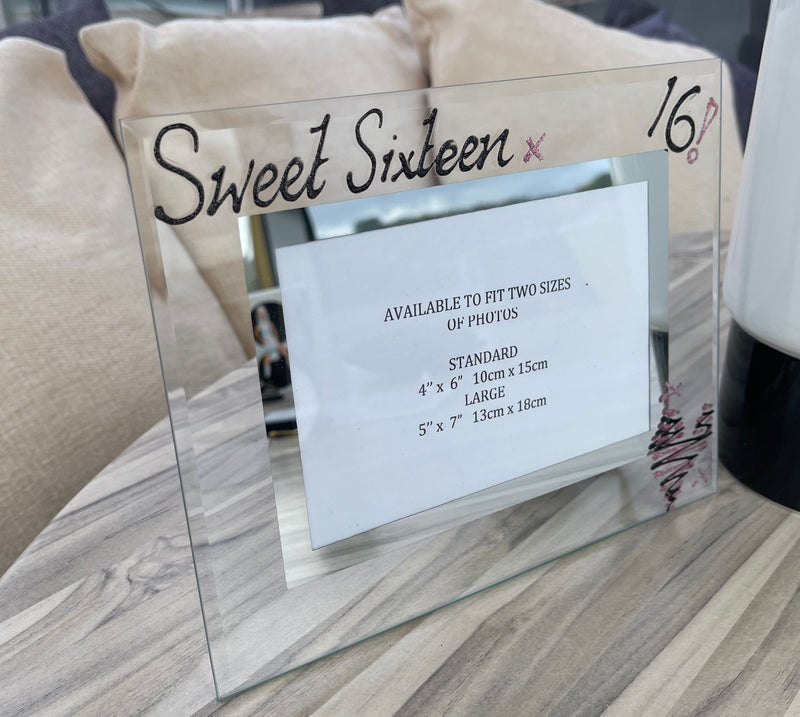 Sweet Sixteen x
16!
AVAILABLE TO FIT TWO SIZES
OF PHOTOS
STANDARD
4” x 6” 10cm x 15cm
LARGE
5” x 7” 13cm x 18cm